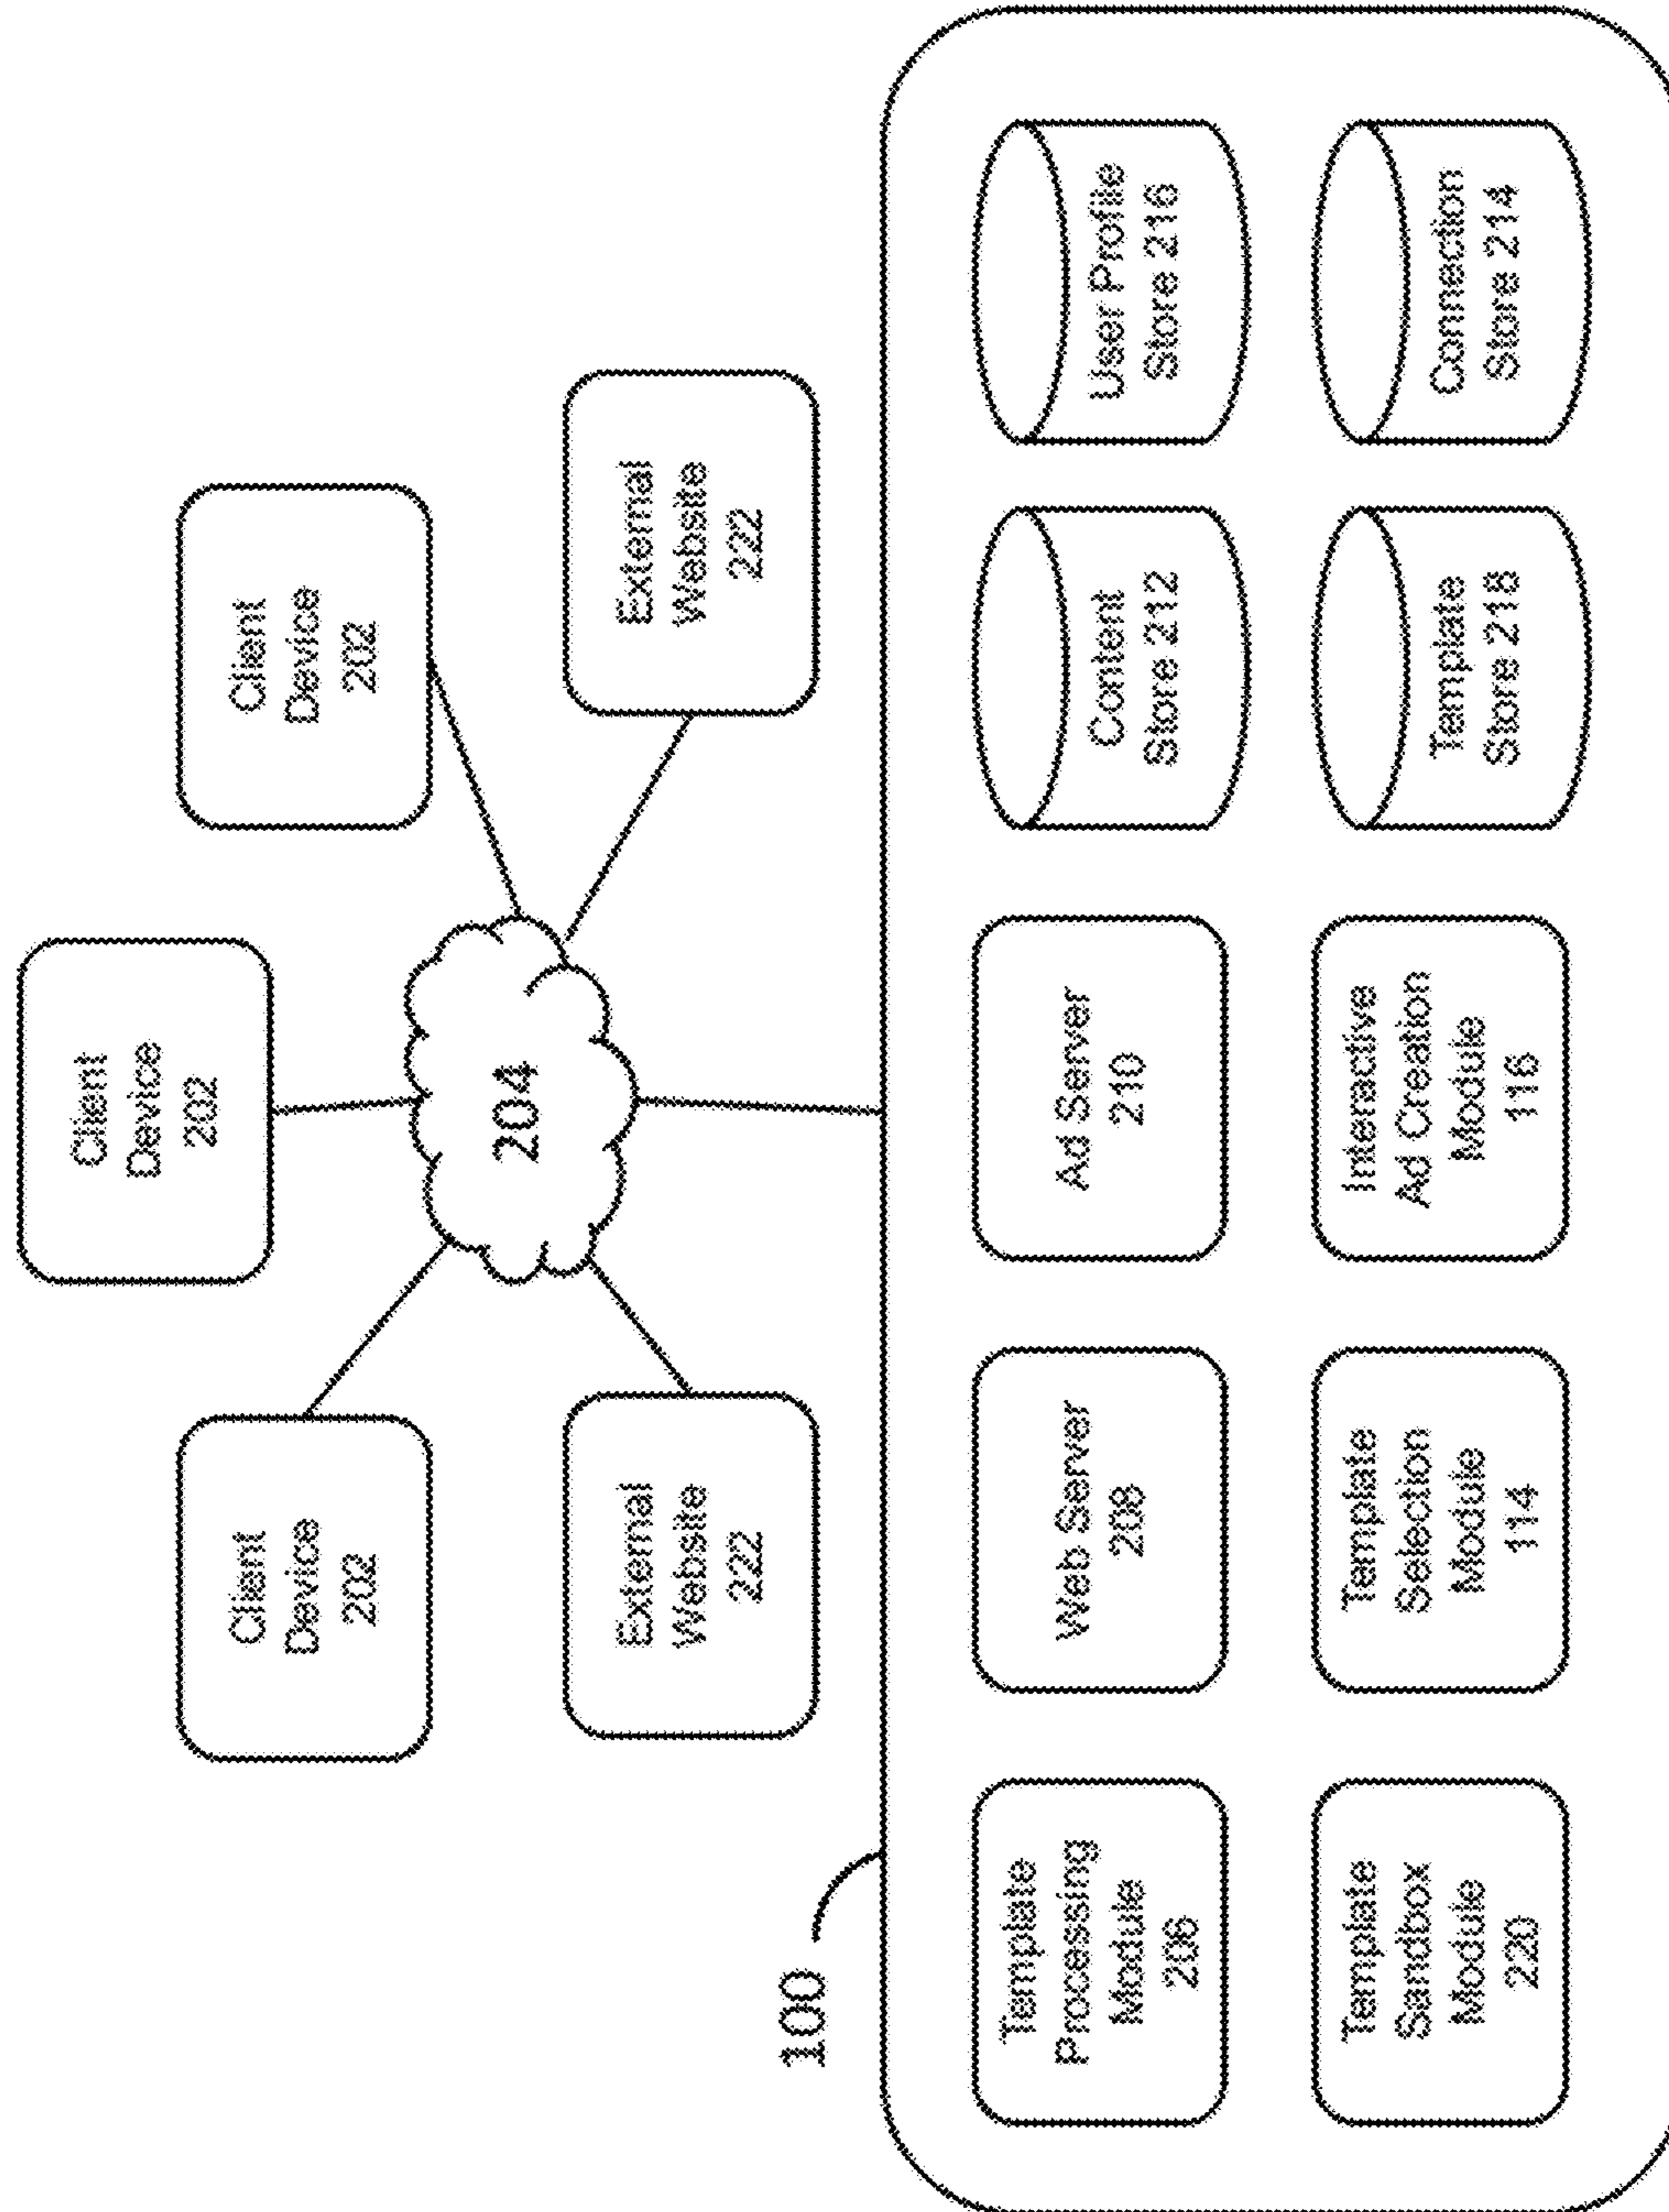 Client
Device
202
Client
Device
202
Client
Device
202
External
Website
222
204
External
Website
222
100
Template
Processing
Module
206
Web Server
208
Ad Server
210
Content
Store 212
User Profile
Store 216
Template
Sandbox
Module
220
Template
Selection
Module
114
Interactive
Ad Creation
Module
116
Template
Store 218
Connection
Store 214